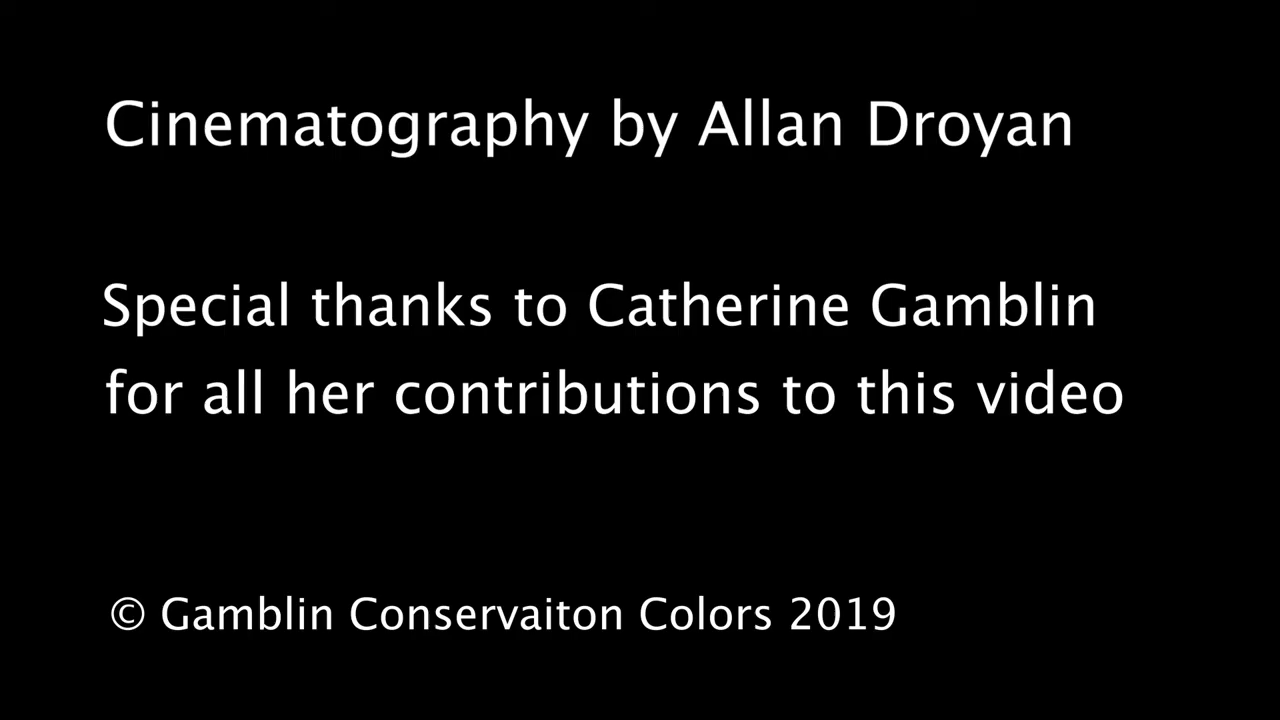 Cinematography by Allan Droyan
Special thanks to Catherine Gamblin
for all her contributions to this video
© Gamblin Conservaiton Colors 2019